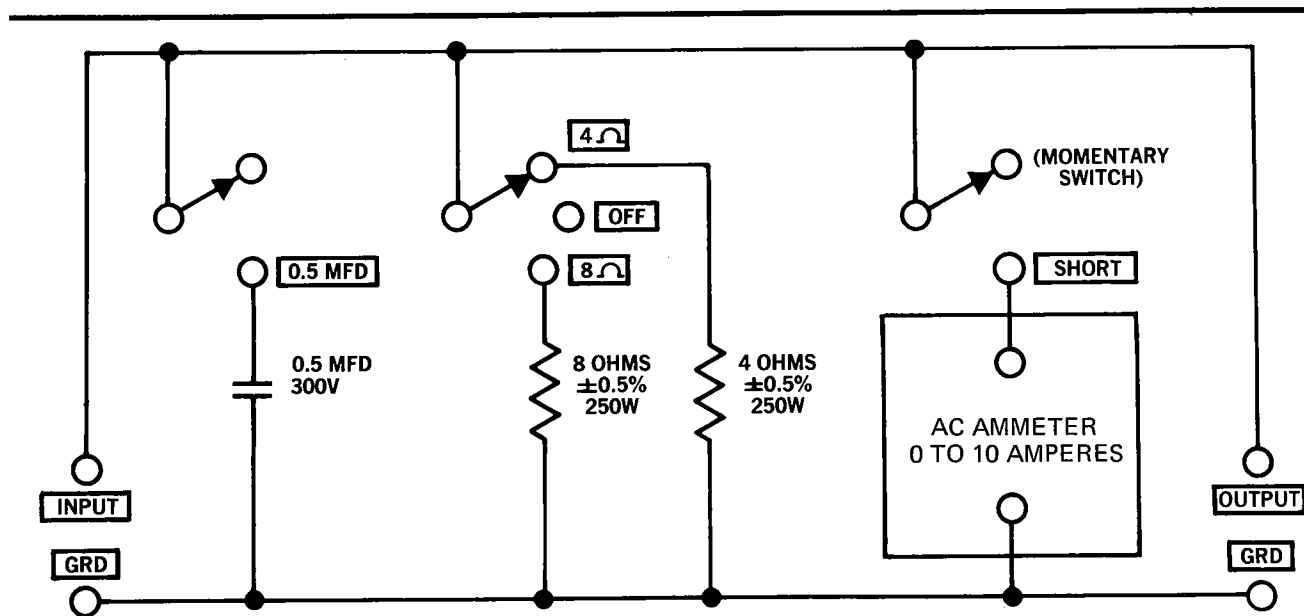 4Ω
(MOMENTARY
SWITCH)
OFF
0.5 MFD
8Ω
SHORT
0.5 MFD
300V
8 OHMS
±0.5%
250W
4 OHMS
±0.5%
250W
AC AMMETER
0 TO 10 AMPERES
INPUT
OUTPUT
GRD
GRD